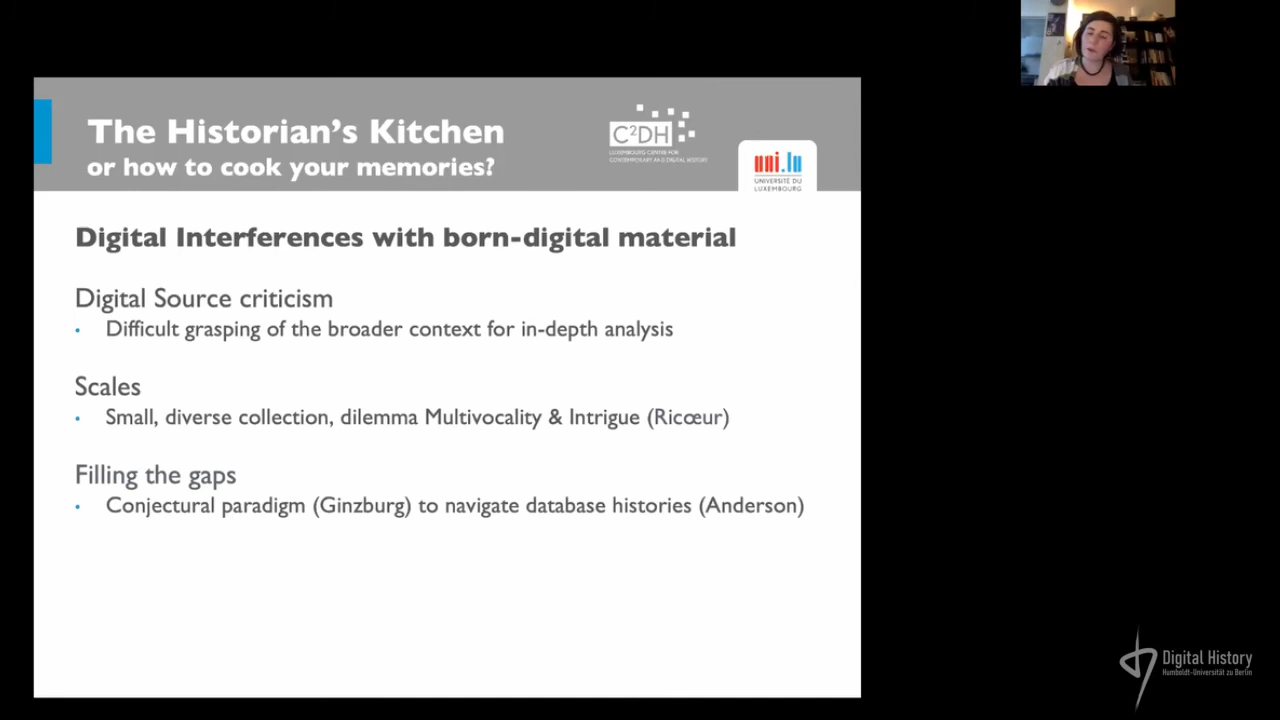 The Historian's Kitchen
or how to cook your memories?
C²DH
LUXEMBOURG CENTRE FOR
CONTEMPORARY AND DIGITAL HISTORY
uni.lu
UNIVERSITÉ DU
LUXEMBOURG
Digital Interferences with born-digital material
Digital Source criticism
• Difficult grasping of the broader context for in-depth analysis
Scales
• Small, diverse collection, dilemma Multivocality & Intrigue (Ricœur)
Filling the gaps
• Conjectural paradigm (Ginzburg) to navigate database histories (Anderson)
Digital History
Humboldt-Universität zu Berlin